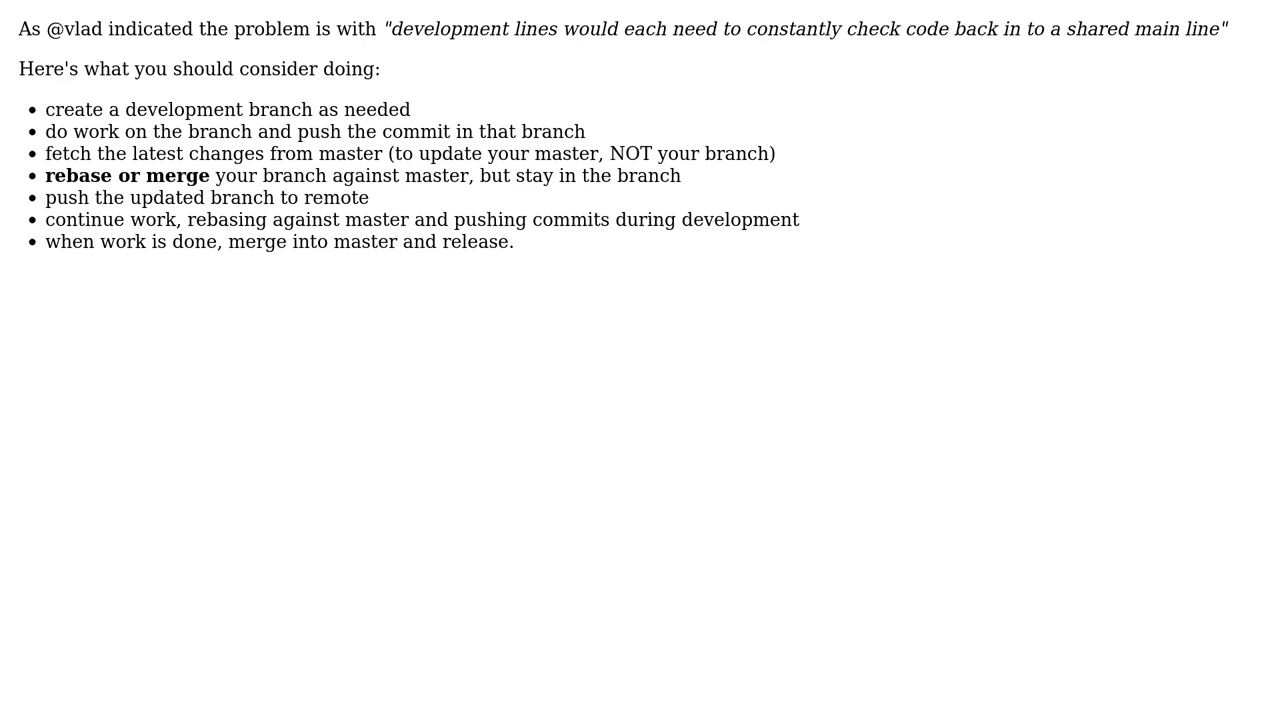 As @vlad indicated the problem is with "development lines would each need to constantly check code back in to a shared main line"
Here's what you should consider doing:
• create a development branch as needed
• do work on the branch and push the commit in that branch
• fetch the latest changes from master (to update your master, NOT your branch)
• rebase or merge your branch against master, but stay in the branch
• push the updated branch to remote
• continue work, rebasing against master and pushing commits during development
• when work is done, merge into master and release.